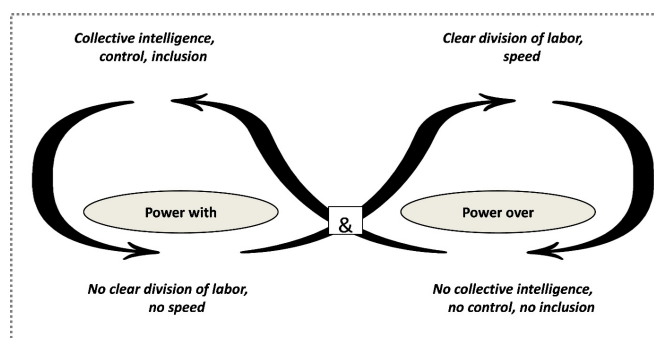 Collective intelligence,
control, inclusion
Clear division of labor,
speed
Power with
&
Power over
No clear division of labor,
no speed
No collective intelligence,
no control, no inclusion